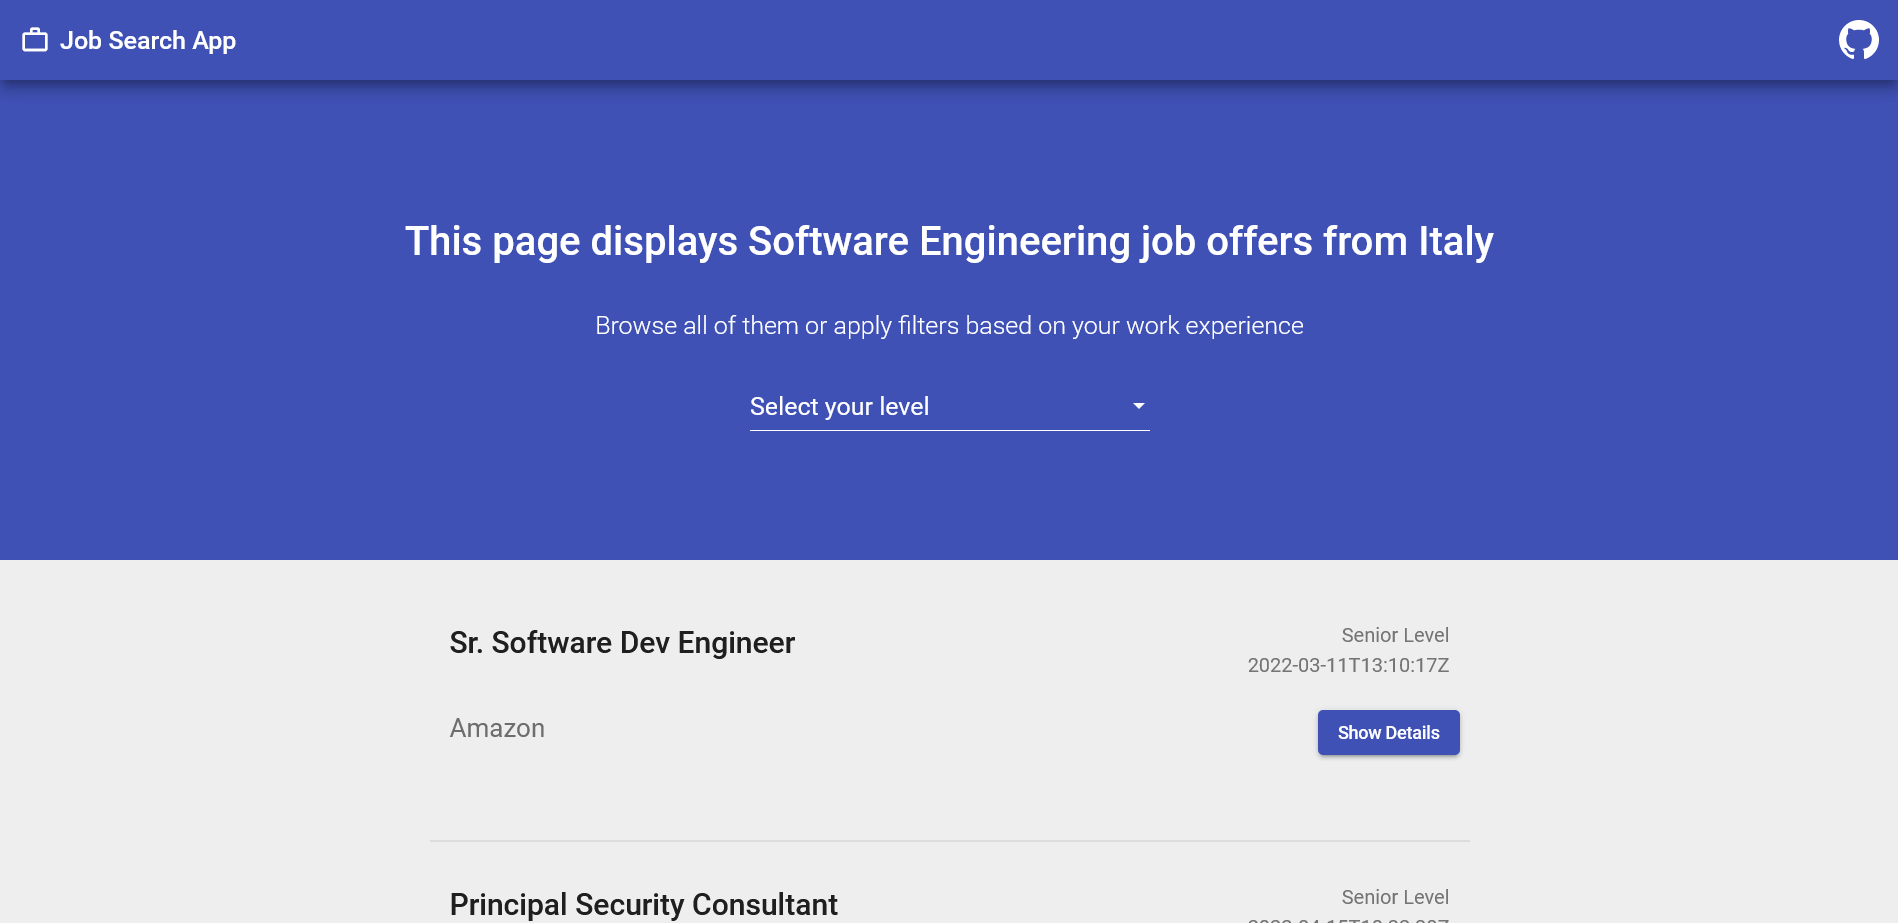 Job Search App
This page displays Software Engineering job offers from Italy
Browse all of them or apply filters based on your work experience
Select your level
Sr. Software Dev Engineer
Senior Level
2022-03-11T13:10:17Z
Amazon
Show Details
Principal Security Consultant
Senior Level